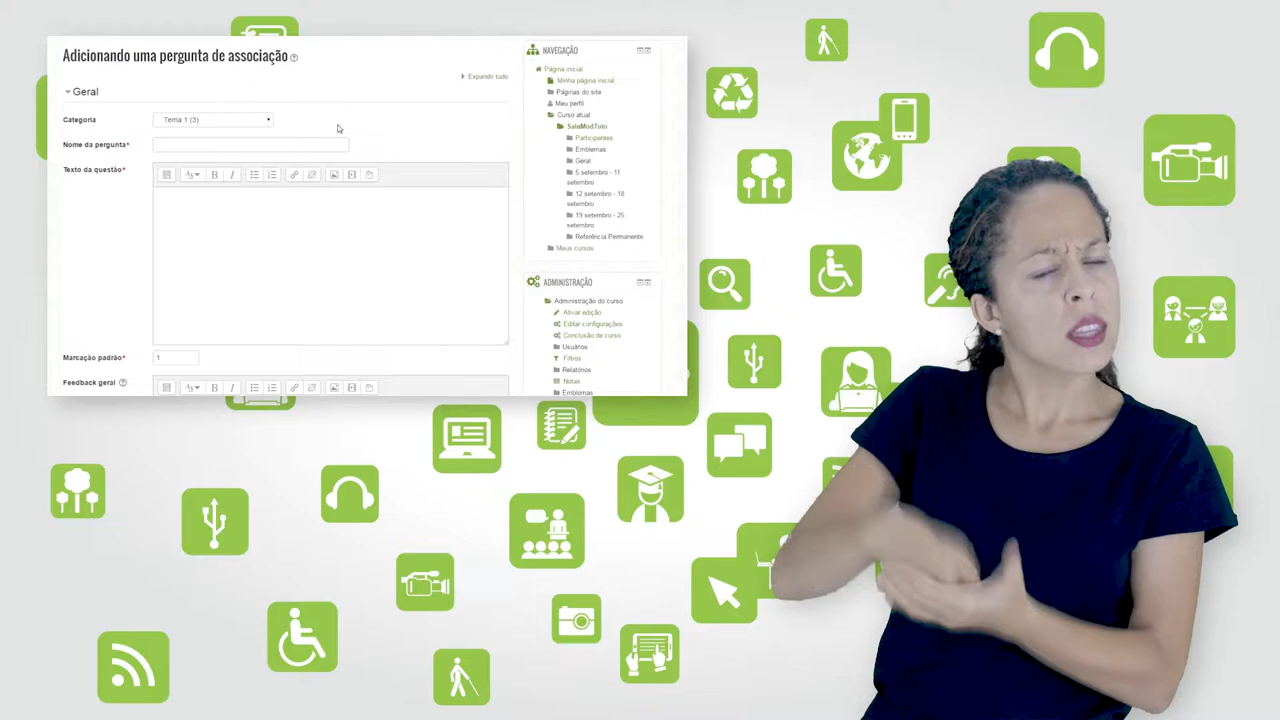 Adicionando uma pergunta de associação
Expandir tudo
Geral
Categoria
Tema 1 (3)
Nome da pergunta*
Texto da questão*
B I
Marcação padrão*
1
Feedback geral
B I
NAVEGAÇÃO
Página inicial
Minha página inicial
Páginas do site
Meu perfil
Curso atual
SalaModToto
Participantes
Emblemas
Geral
5 setembro - 11
setembro
12 setembro - 18
setembro
19 setembro - 25
setembro
Referência Permanente
Meus cursos
ADMINISTRAÇÃO
Administração do curso
Ativar edição
Editar configurações
Conclusão de curso
Usuários
Filtros
Relatórios
Notas
Emblemas